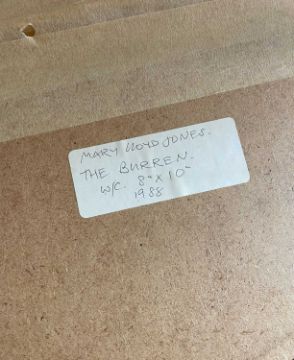 MARY LLOYD JONES.
THE BURREN.
W/C. 8" X 10"
1988